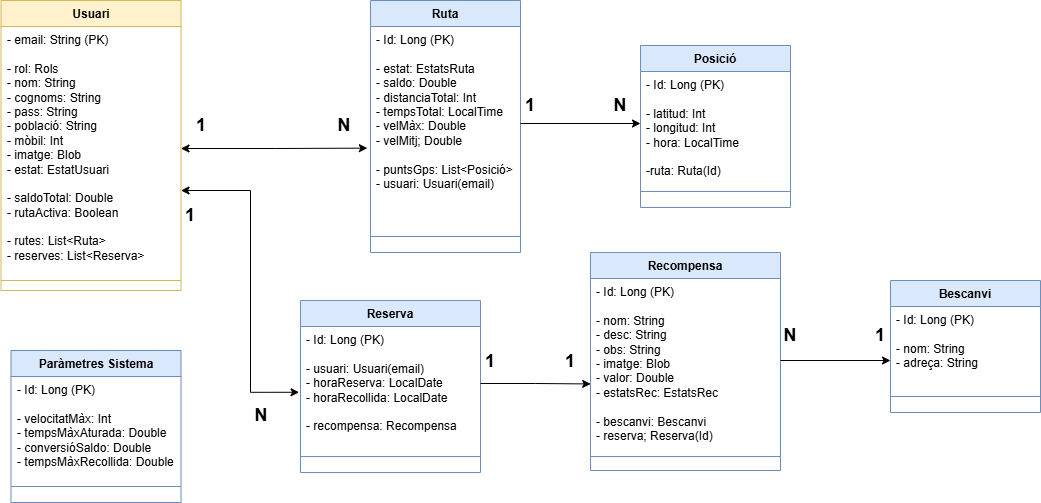 Usuari
- email: String (PK)
- rol: Rols
- nom: String
- cognoms: String
- pass: String
- població: String
- mòbil: Int
- imatge: Blob
- estat: EstatUsuari
- saldoTotal: Double
- rutaActiva: Boolean
- rutes: List<Ruta>
- reserves: List<Reserva>
1
N
1
N
Ruta
- Id: Long (PK)
- estat: EstatsRuta
- saldo: Double
- distanciaTotal: Int
- tempsTotal: LocalTime
- velMàx: Double
- velMitj; Double
- puntsGps: List<Posició>
- usuari: Usuari(email)
1
N
Posició
- Id: Long (PK)
- latitud: Int
- longitud: Int
- hora: LocalTime
-ruta: Ruta(Id)
Paràmetres Sistema
- Id: Long (PK)
- velocitatMàx: Int
- tempsMàxAturada: Double
- conversióSaldo: Double
- tempsMàxRecollida: Double
Reserva
- Id: Long (PK)
- usuari: Usuari(email)
- horaReserva: LocalDate
- horaRecollida: LocalDate
- recompensa: Recompensa
1
1
Recompensa
- Id: Long (PK)
- nom: String
- desc: String
- obs: String
- imatge: Blob
- valor: Double
- estatsRec: EstatsRec
- bescanvi: Bescanvi
- reserva; Reserva(Id)
N
1
Bescanvi
- Id: Long (PK)
- nom: String
- adreça: String